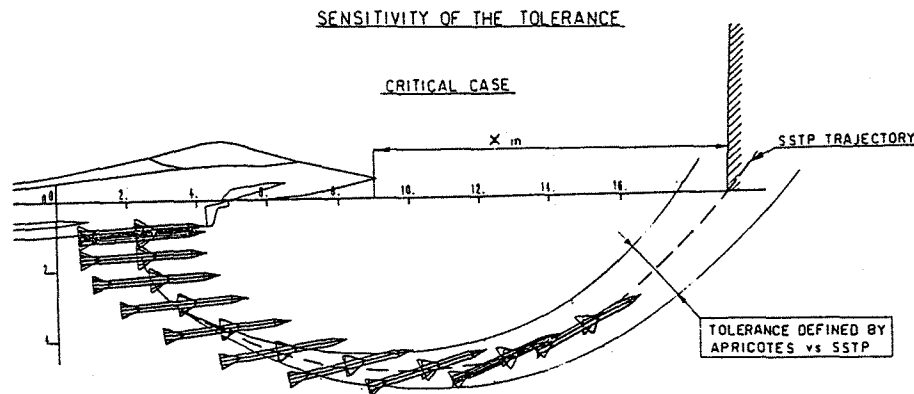 SENSITIVITY OF THE TOLERANCE
CRITICAL CASE
X m
SSTP TRAJECTORY
2. 4. 6. 8. 10. 12. 14. 16.
2
4
TOLERANCE DEFINED BY
APRICOTES vs SSTP